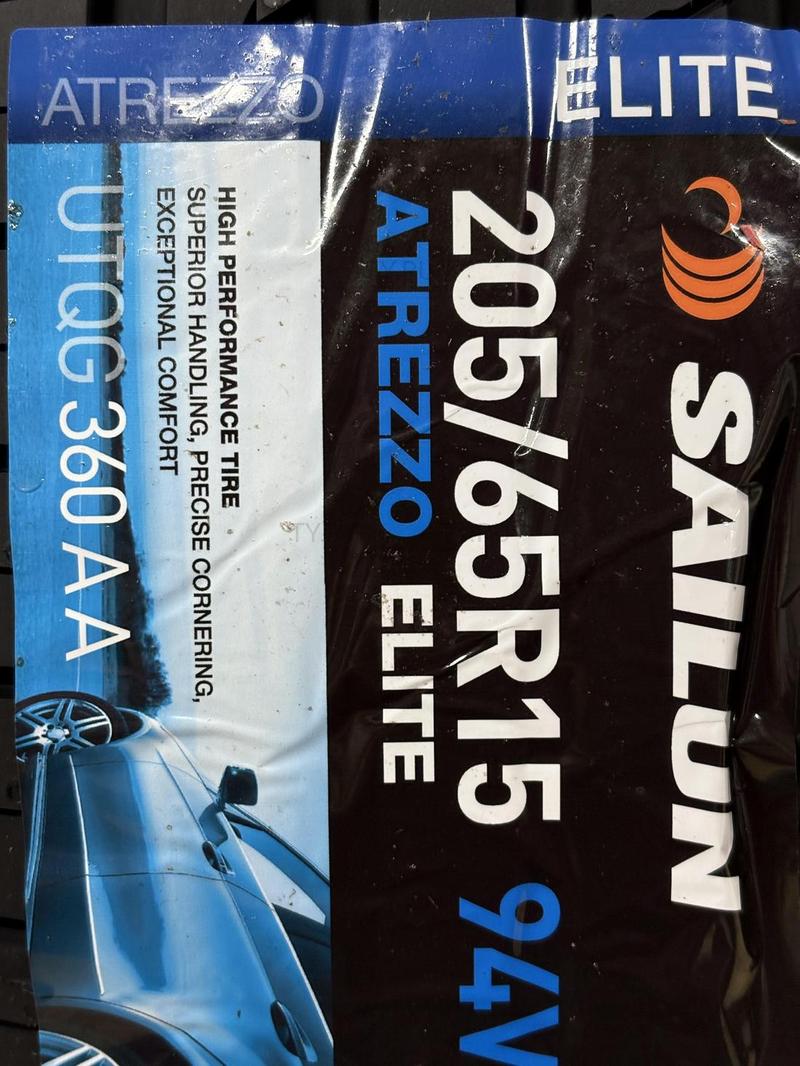 ATREZZO ELITE
SAILUN
205/65R15 94V
ATREZZO ELITE
HIGH PERFORMANCE TIRE
SUPERIOR HANDLING, PRECISE CORNERING,
EXCEPTIONAL COMFORT
UTQG 360 A A